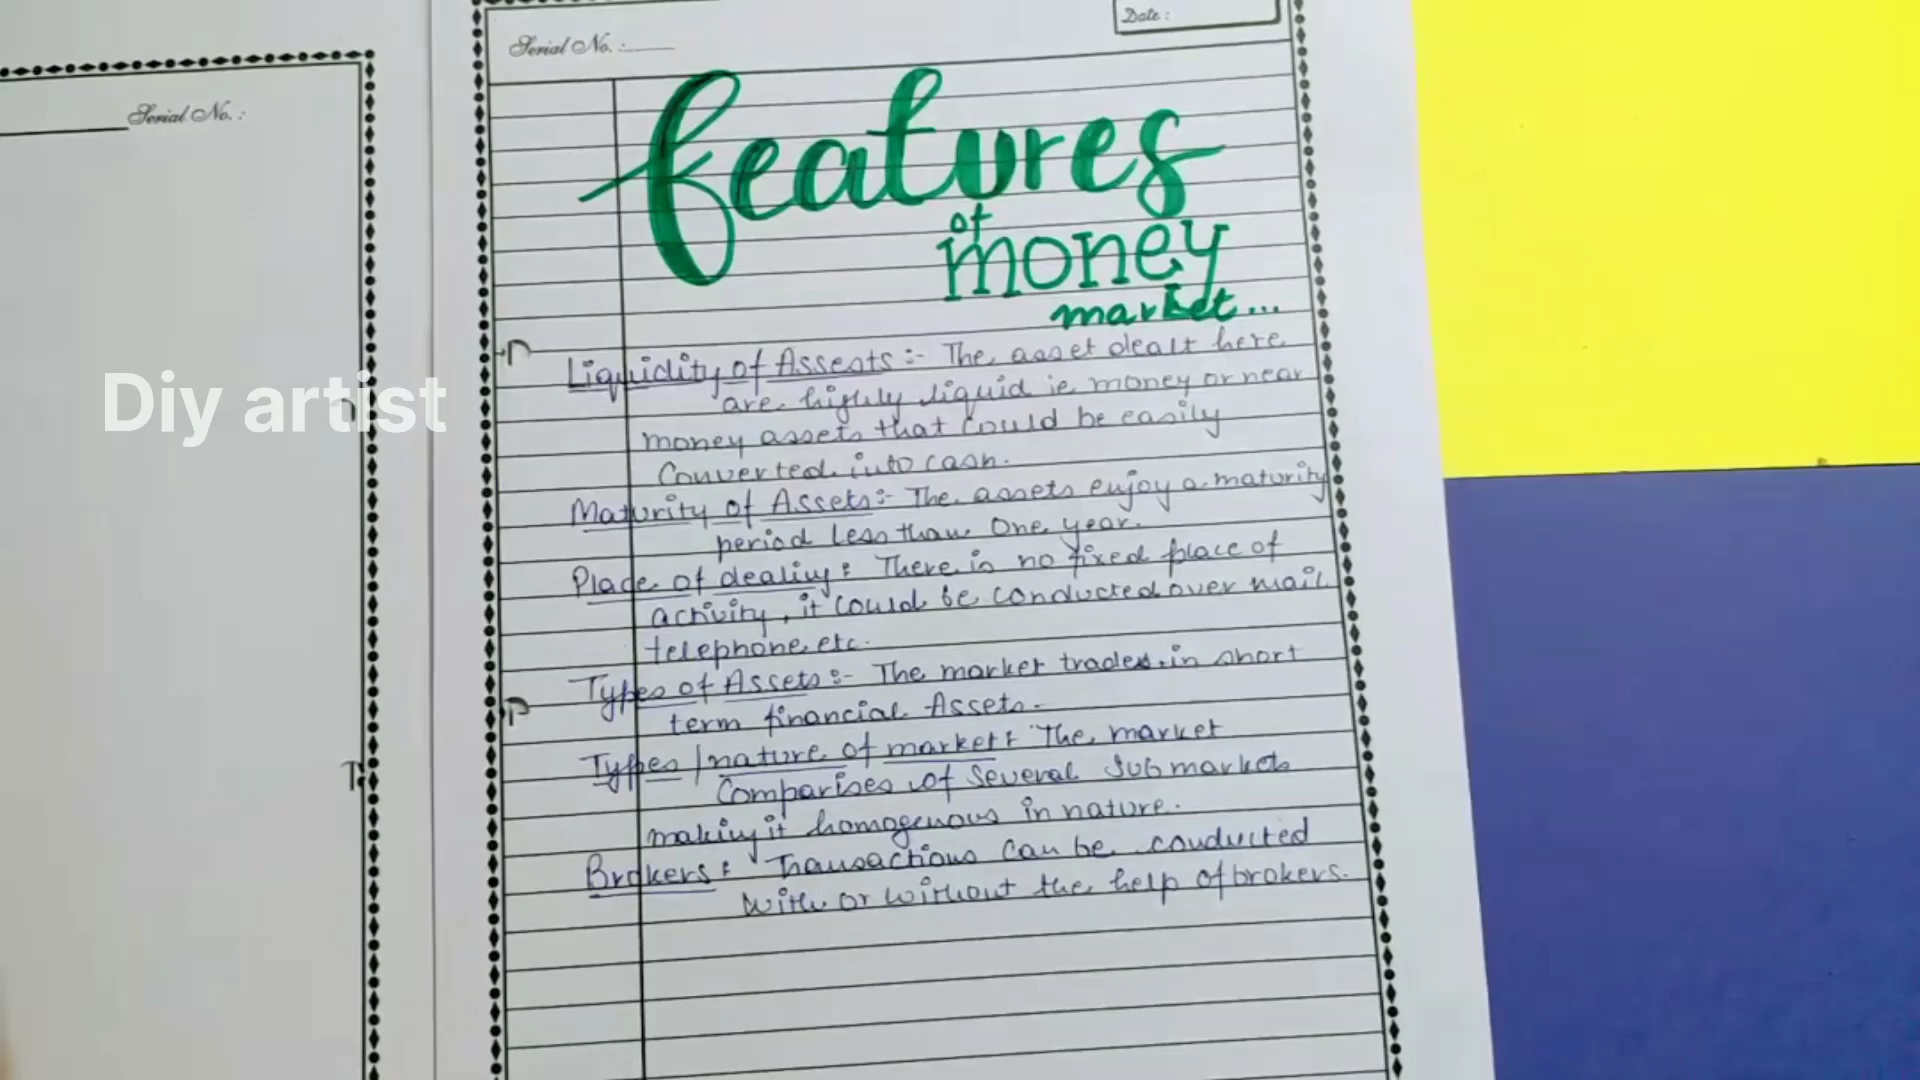 Serial No. :
Date :
Serial No. :
features
of
money
market...
Liquidity of Asseats :- The asset dealt here
are highly liquid ie money or near
money assets that could be easily
Converted into cash.
Maturity of Assets:- The assets enjoy a maturity
period less than One year.
Place of dealing: There is no fixed place of
activity, it could be conducted over mail
telephone etc.
Types of Assets :- The market trades in short
term financial Assets.
Types/nature of market: The market
Comparises of several submarkets
making it homogenous in nature.
Brokers: Transactions can be conducted
with or without the help of brokers.
Diy artist